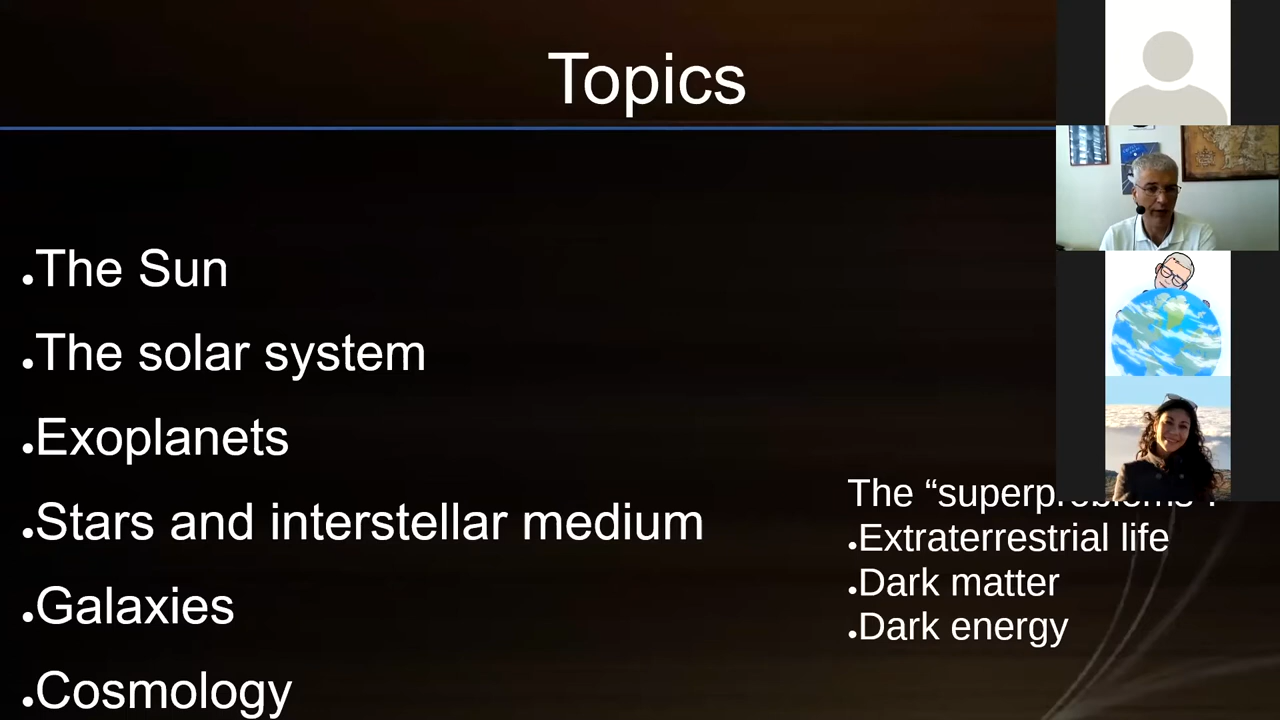 Topics
.The Sun
.The solar system
.Exoplanets
.Stars and interstellar medium
.Galaxies
.Cosmology
The “superproblems”:
.Extraterrestrial life
.Dark matter
.Dark energy